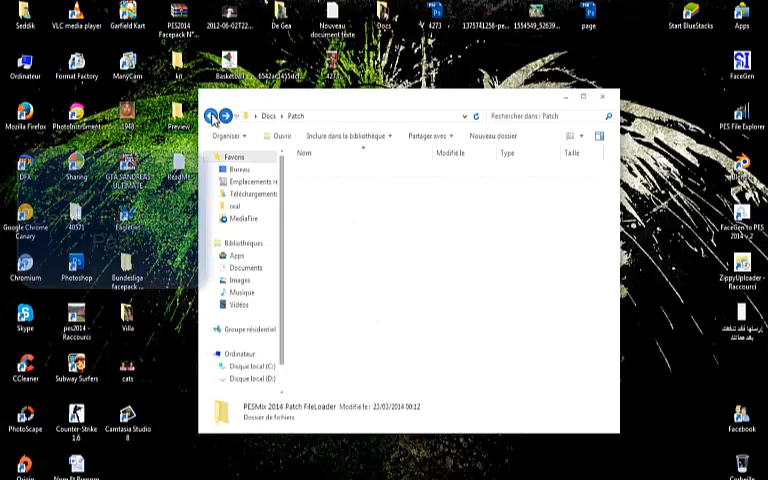 Seddik
VLC media player
Garfield Kart
PES2014 Facepack N°...
2012-06-02T22...
De Gea
Nouveau document texte
Docs
4273
1375741258-pe...
1554549_52639...
page
Start BlueStacks
Apps
Ordinateur
Format Factory
ManyCam
kit
Basketball
4273
FaceGen
Mozilla Firefox
PhotoInstrument
1940
Preview
PES File Explorer
DFX
Sharing
GTA SANDREAS ULTIMATE
ReadMe
Google Chrome Canary
40571
FaceGen to PES 2014 v.2
Chromium
Photoshop
Bundesliga facepack ...
ZippyUploader - Raccourci
Skype
pes2014 - Raccourci
Villa
CCleaner
Subway Surfers
cats
PhotoScape
Counter-Strike 1.6
Camtasia Studio 8
Facebook
Origin
Corbeille
Docs
Patch
Rechercher dans : Patch
Organiser
Ouvrir
Inclure dans la bibliothèque
Partager avec
Nouveau dossier
Nom
Modifié le
Type
Taille
Favoris
Bureau
Emplacements r
Téléchargements
real
MediaFire
Bibliothèques
Apps
Documents
Images
Musique
Vidéos
Groupe résidentiel
Ordinateur
Disque local (C:)
Disque local (D:)
PESMix 2014 Patch FileLoader Modifié le : 23/03/2014 00:12
Dossier de fichiers